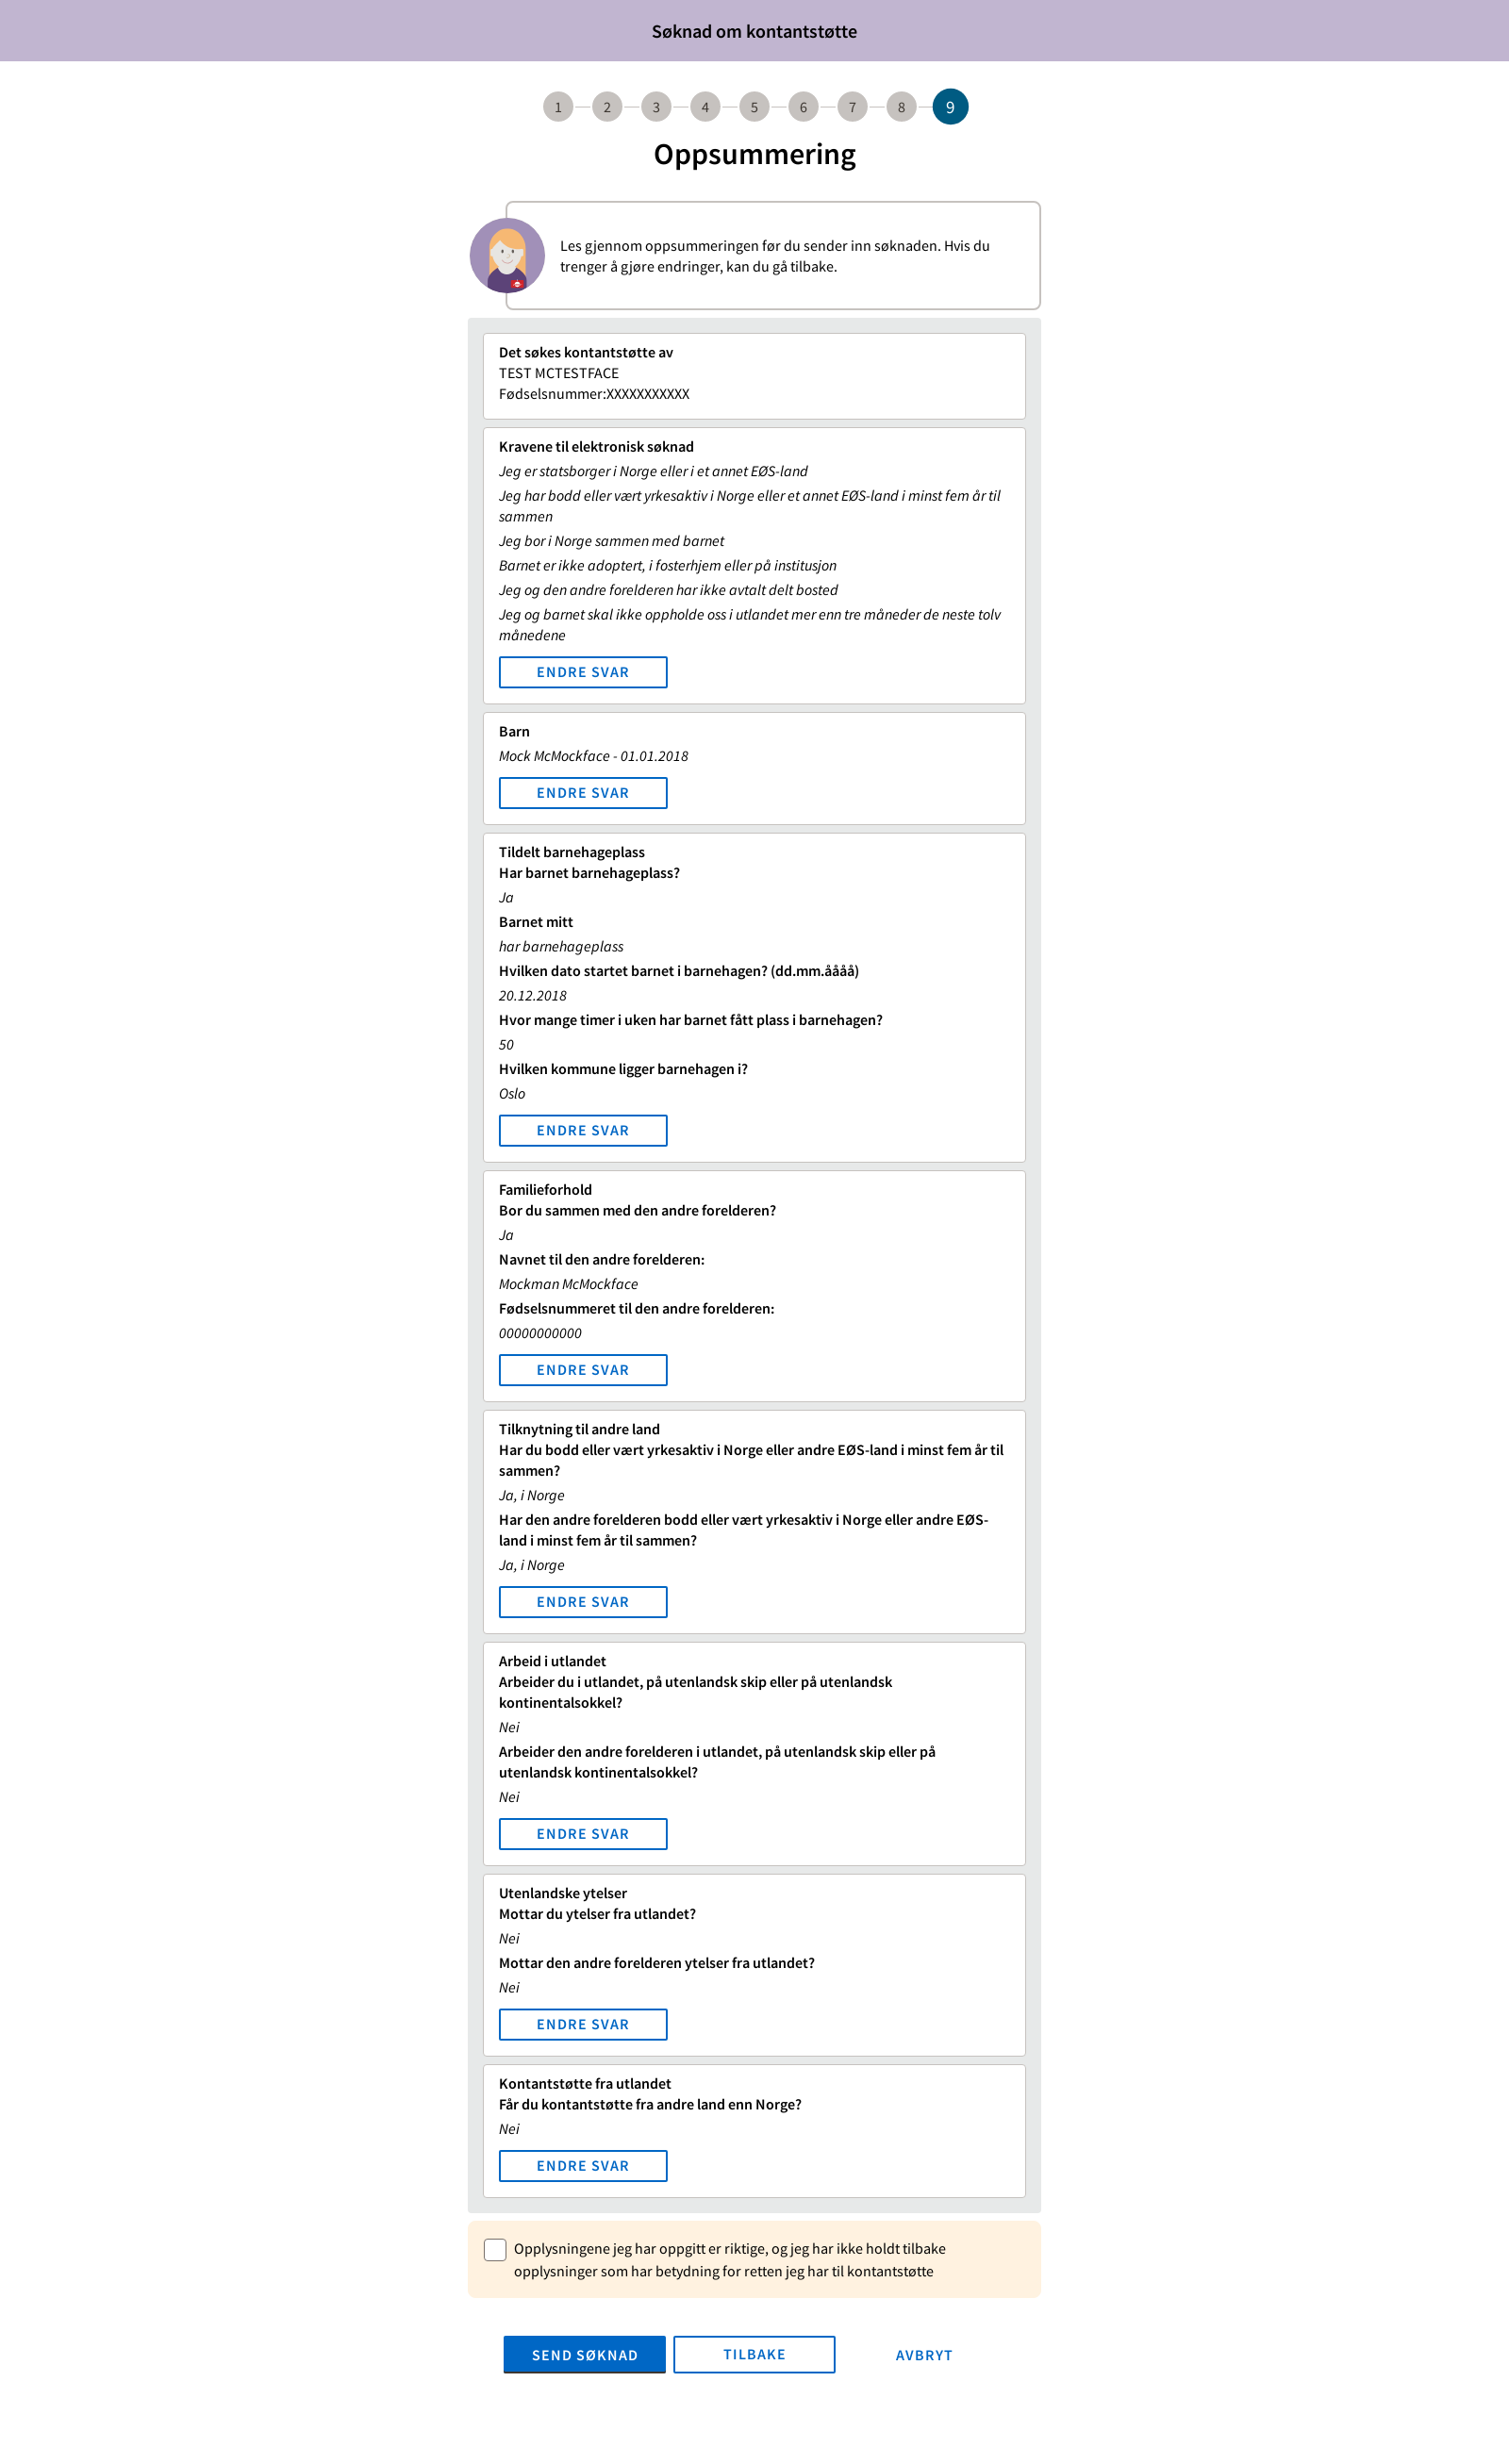 Søknad om kontantstøtte
1 2 3 4 5 6 7 8 9
Oppsummering
Les gjennom oppsummeringen før du sender inn søknaden. Hvis du
trenger å gjøre endringer, kan du gå tilbake.
Det søkes kontantstøtte av
TEST MCTESTFACE
Fødselsnummer:XXXXXXXXXXX
Kravene til elektronisk søknad
Jeg er statsborger i Norge eller i et annet EØS-land
Jeg har bodd eller vært yrkesaktiv i Norge eller et annet EØS-land i minst fem år til
sammen
Jeg bor i Norge sammen med barnet
Barnet er ikke adoptert, i fosterhjem eller på institusjon
Jeg og den andre forelderen har ikke avtalt delt bosted
Jeg og barnet skal ikke oppholde oss i utlandet mer enn tre måneder de neste tolv
månedene
ENDRE SVAR
Barn
Mock McMockface - 01.01.2018
ENDRE SVAR
Tildelt barnehageplass
Har barnet barnehageplass?
Ja
Barnet mitt
har barnehageplass
Hvilken dato startet barnet i barnehagen? (dd.mm.åååå)
20.12.2018
Hvor mange timer i uken har barnet fått plass i barnehagen?
50
Hvilken kommune ligger barnehagen i?
Oslo
ENDRE SVAR
Familieforhold
Bor du sammen med den andre forelderen?
Ja
Navnet til den andre forelderen:
Mockman McMockface
Fødselsnummeret til den andre forelderen:
00000000000
ENDRE SVAR
Tilknytning til andre land
Har du bodd eller vært yrkesaktiv i Norge eller andre EØS-land i minst fem år til
sammen?
Ja, i Norge
Har den andre forelderen bodd eller vært yrkesaktiv i Norge eller andre EØS-
land i minst fem år til sammen?
Ja, i Norge
ENDRE SVAR
Arbeid i utlandet
Arbeider du i utlandet, på utenlandsk skip eller på utenlandsk
kontinentalsokkel?
Nei
Arbeider den andre forelderen i utlandet, på utenlandsk skip eller på
utenlandsk kontinentalsokkel?
Nei
ENDRE SVAR
Utenlandske ytelser
Mottar du ytelser fra utlandet?
Nei
Mottar den andre forelderen ytelser fra utlandet?
Nei
ENDRE SVAR
Kontantstøtte fra utlandet
Får du kontantstøtte fra andre land enn Norge?
Nei
ENDRE SVAR
Opplysningene jeg har oppgitt er riktige, og jeg har ikke holdt tilbake
opplysninger som har betydning for retten jeg har til kontantstøtte
SEND SØKNAD TILBAKE AVBRYT